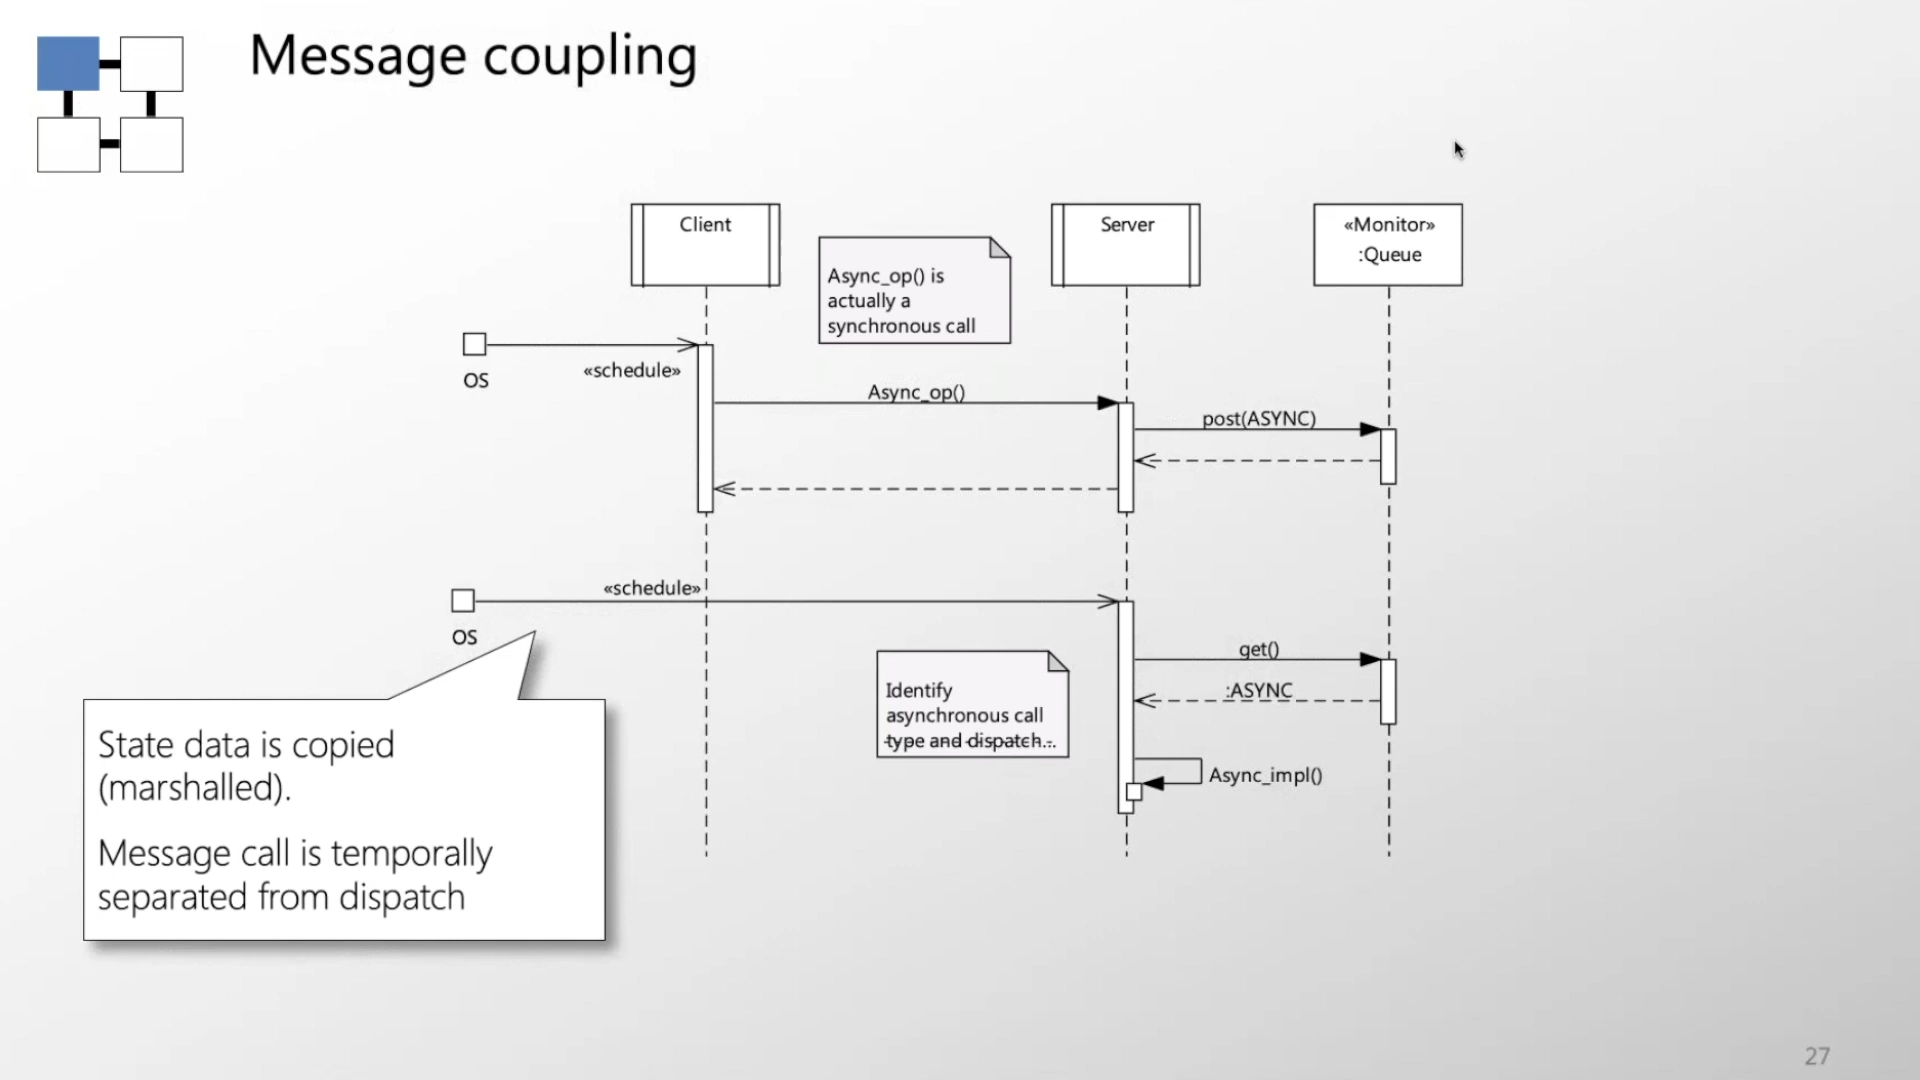 Message coupling
Client
Server
«Monitor»
:Queue
Async_op() is
actually a
synchronous call
OS
«schedule»
Async_op()
post(ASYNC)
«schedule»
OS
get()
:ASYNC
Identify
asynchronous call
type and dispatch...
Async_impl()
State data is copied
(marshalled).
Message call is temporally
separated from dispatch
27